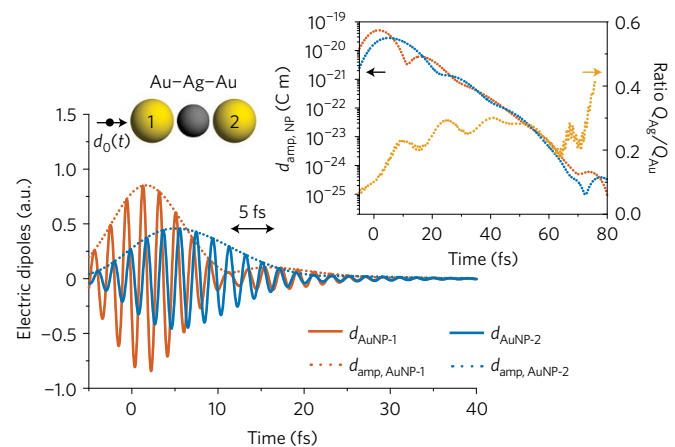 Au–Ag–Au
1
2
d0(t)
1.5
1.0
0.5
0
−0.5
−1.0
Electric dipoles (a.u.)
5 fs
0
10
20
30
40
Time (fs)
dAuNP-1
dAuNP-2
damp, AuNP-1
damp, AuNP-2
10−19
10−20
10−21
10−22
10−23
10−24
10−25
damp, NP (C m)
0.6
0.4
0.2
0.0
Ratio QAg/QAu
0
20
40
60
80
Time (fs)